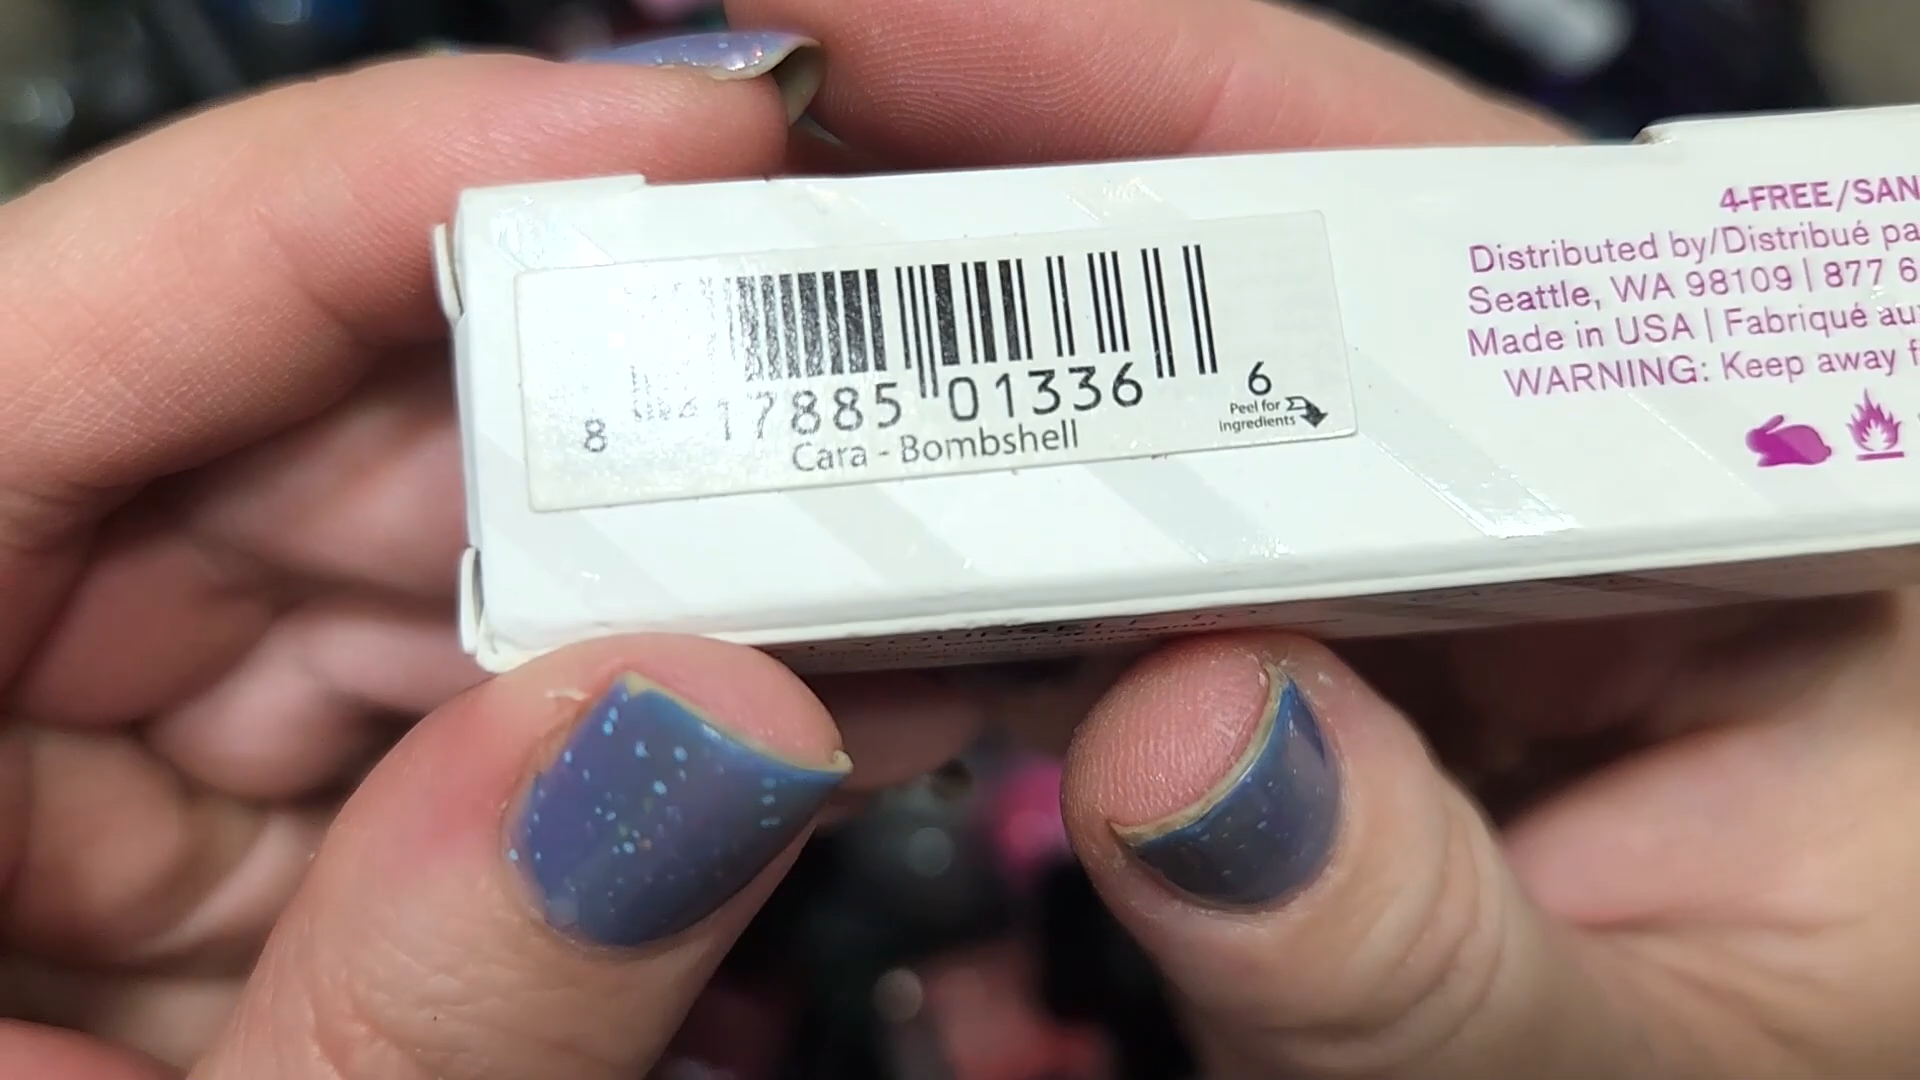 8 17885 01336 6
Cara - Bombshell
Peel for
Ingredients
4-FREE/SAN
Distributed by/Distribué pa
Seattle, WA 98109 | 877 6
Made in USA | Fabriqué au
WARNING: Keep away f